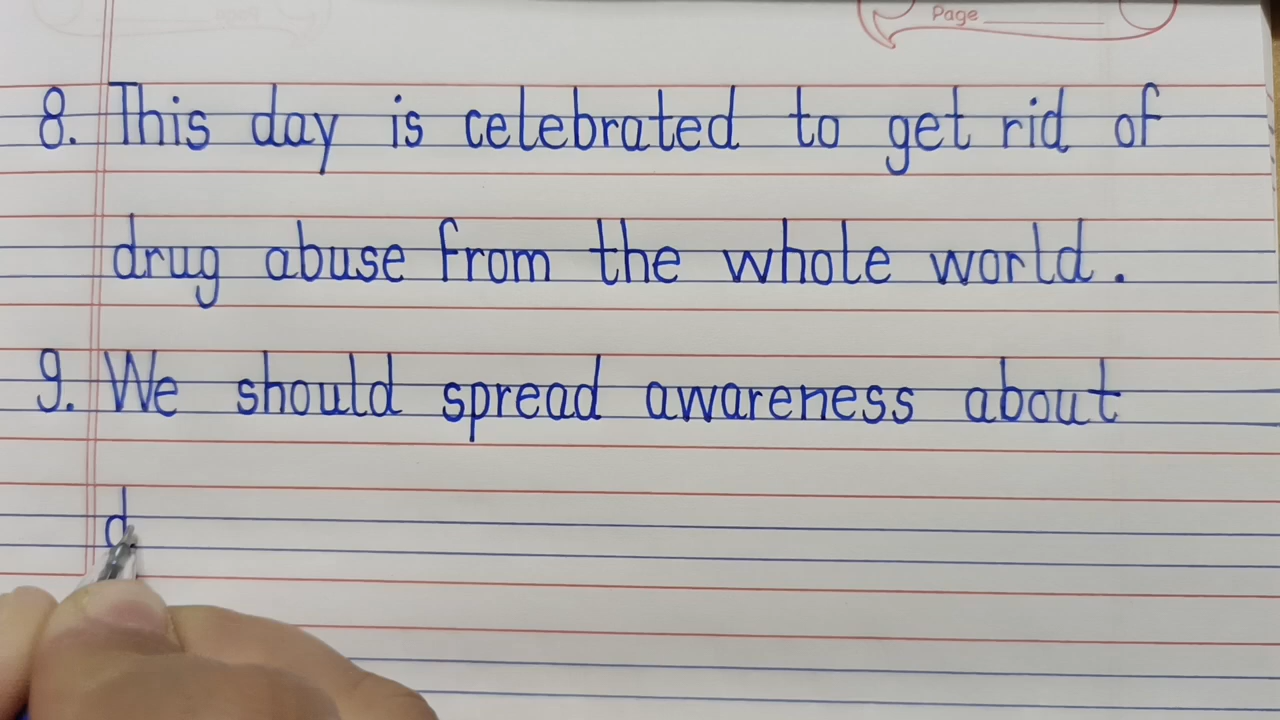 Page
8. This day is celebrated to get rid of
drug abuse from the whole world.
9. We should spread awareness about
d